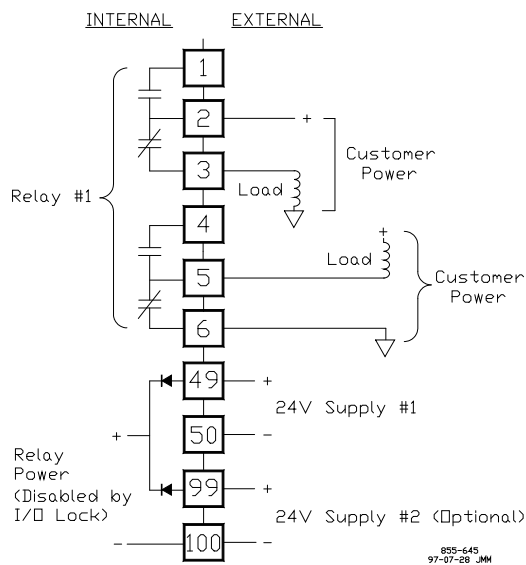 INTERNAL EXTERNAL
1
2 +
3
Load
Customer
Power
Relay #1
4
+
Load
5
Customer
Power
6
49 +
24V Supply #1
+
50 -
Relay
Power
(Disabled by
I/O Lock)
99 +
24V Supply #2 (Optional)
- 100 -
855-645
97-07-28 JMM